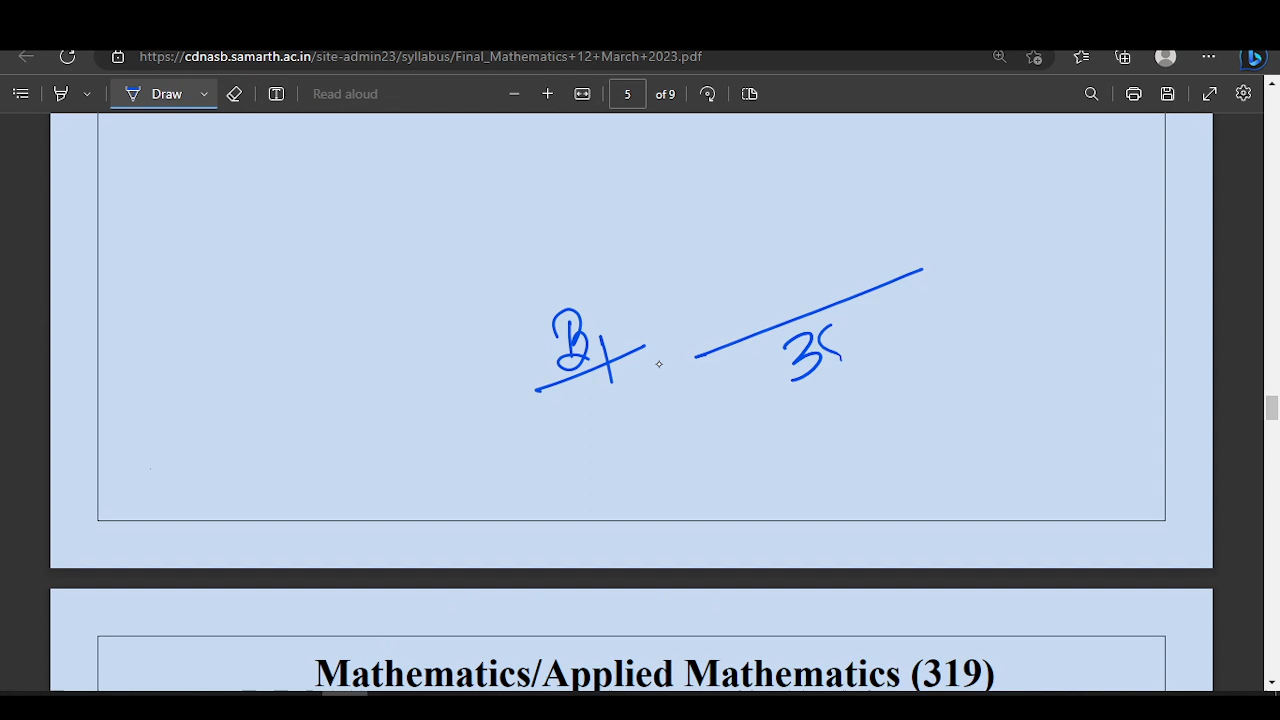 https://cdnasb.samarth.ac.in/site-admin23/syllabus/Final_Mathematics+12+March+2023.pdf
Draw Read aloud 5 of 9
B1
Mathematics/Applied Mathematics (319)